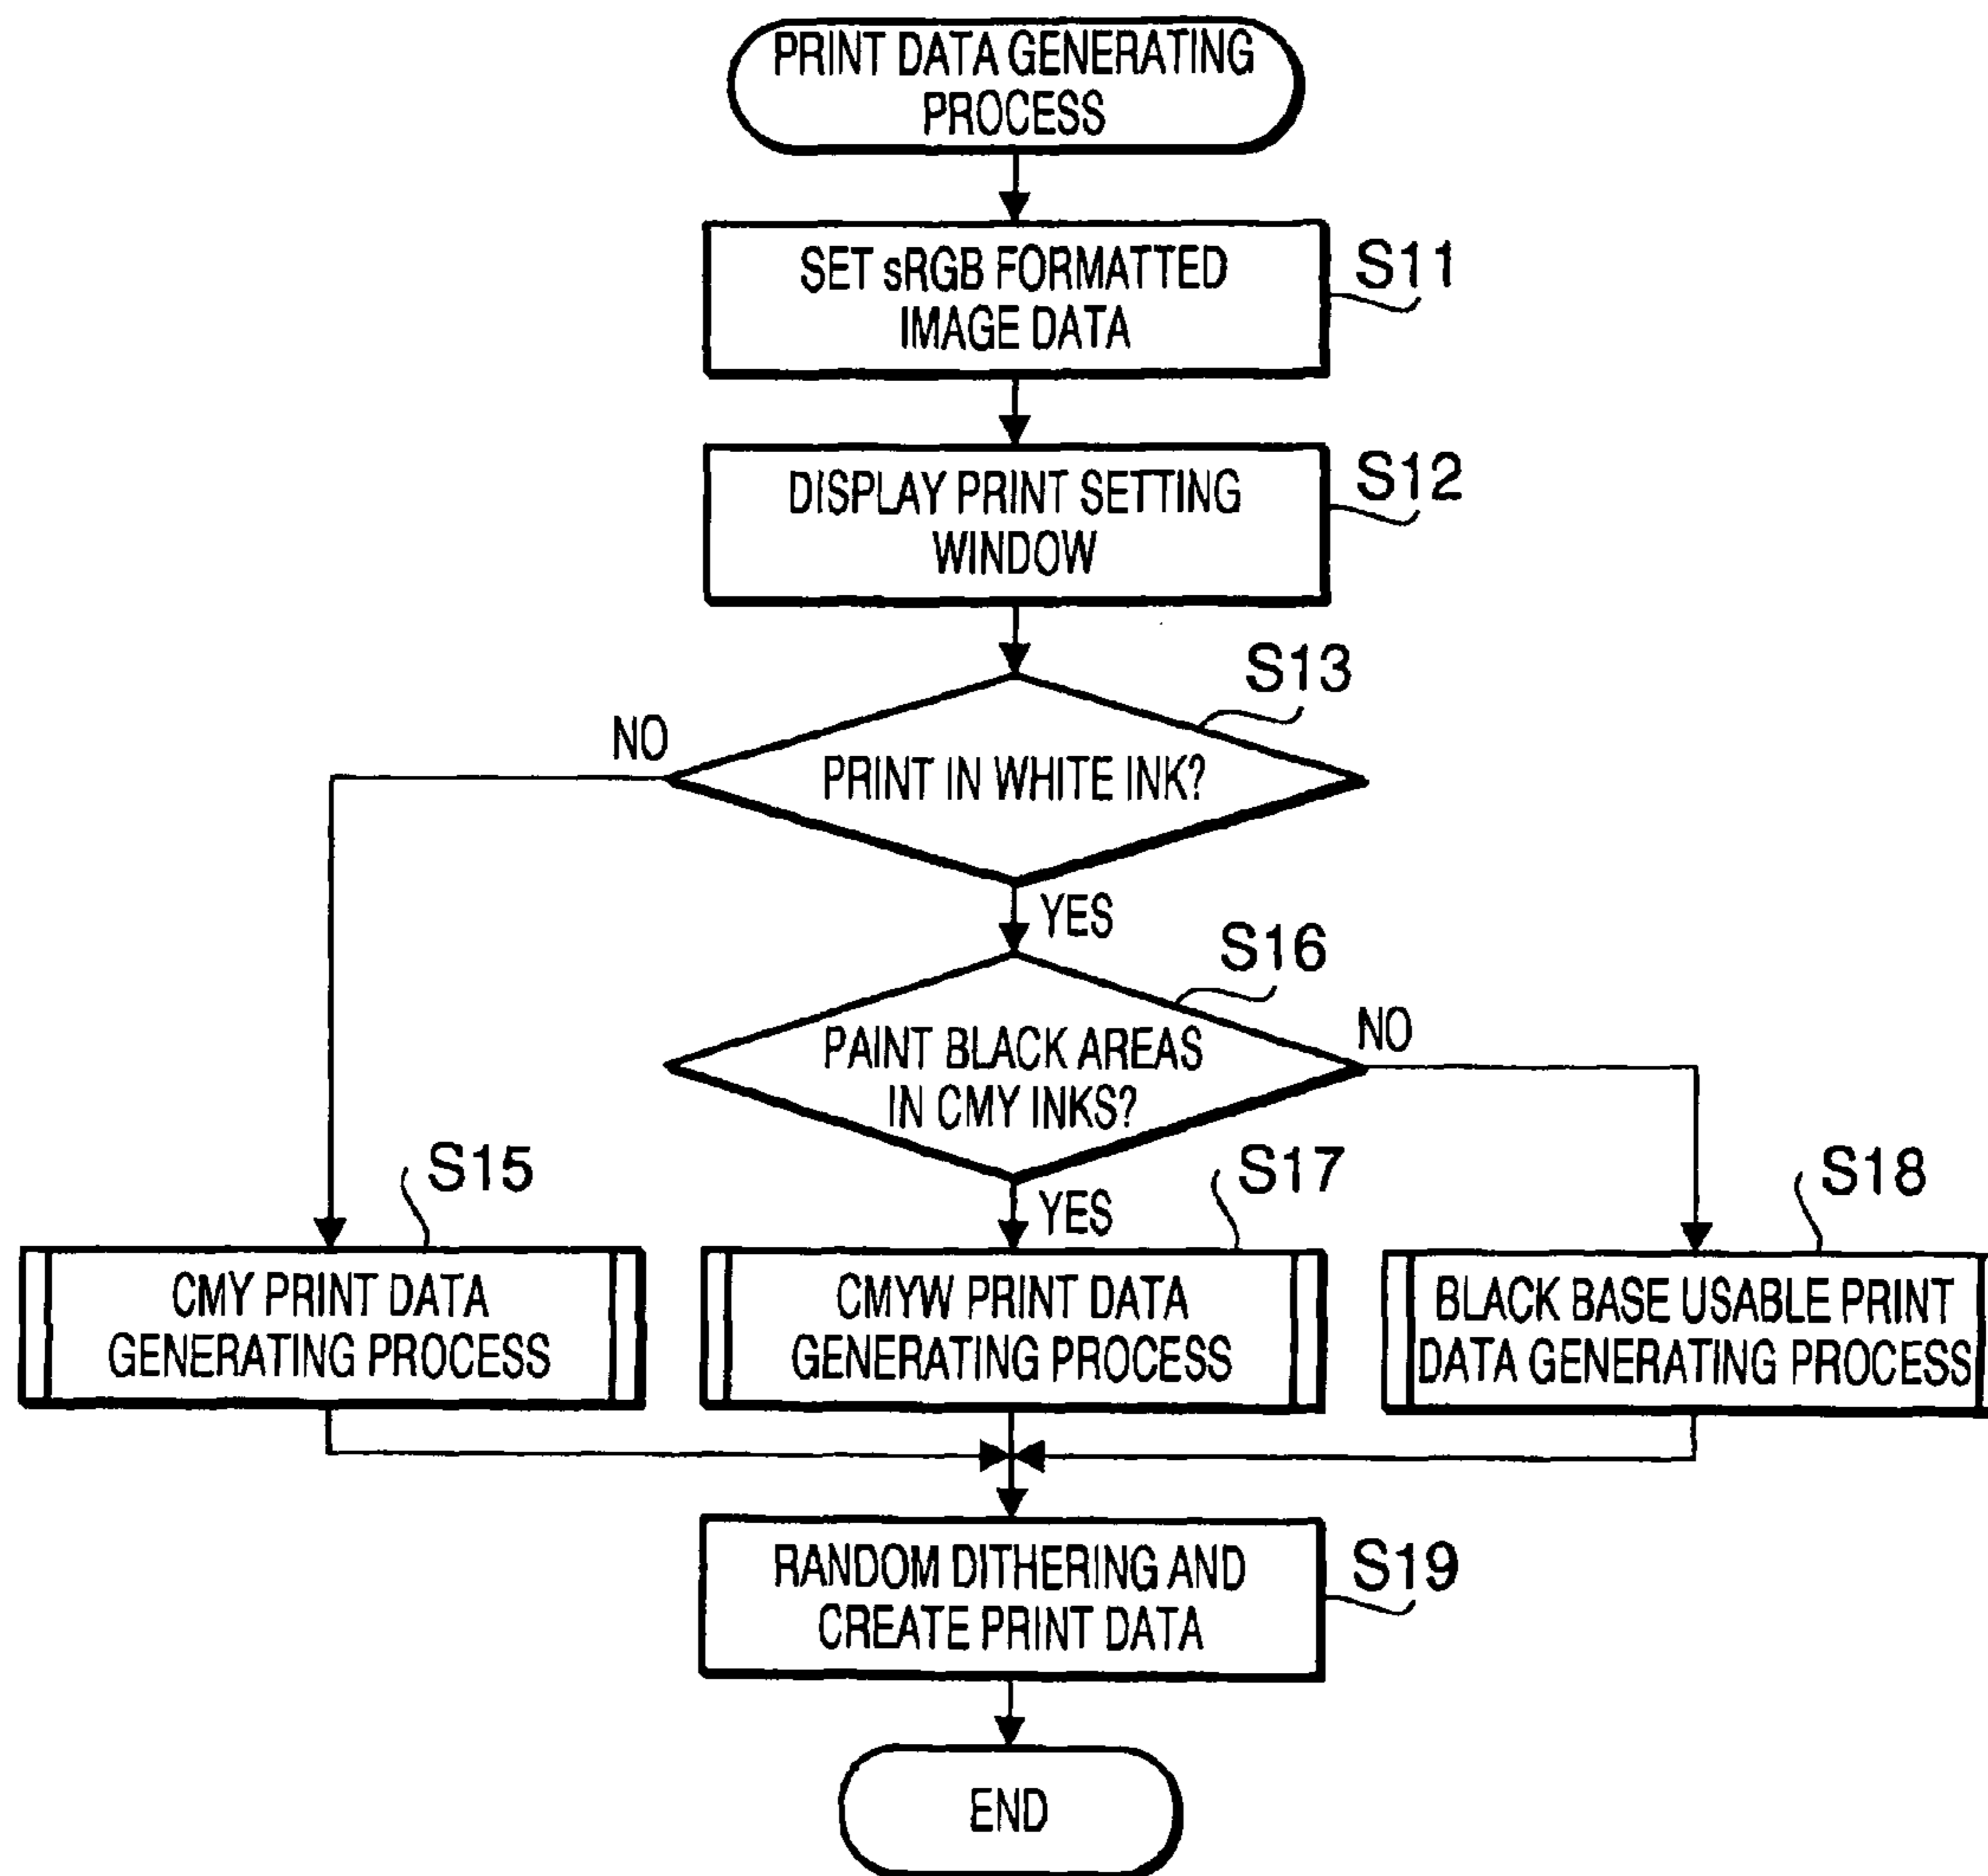 PRINT DATA GENERATING
PROCESS
SET sRGB FORMATTED
IMAGE DATA
S11
DISPLAY PRINT SETTING
WINDOW
S12
S13
NO
PRINT IN WHITE INK?
YES
S16
PAINT BLACK AREAS
IN CMY INKS?
NO
YES
S15
CMY PRINT DATA
GENERATING PROCESS
S17
CMYW PRINT DATA
GENERATING PROCESS
S18
BLACK BASE USABLE PRINT
DATA GENERATING PROCESS
RANDOM DITHERING AND
CREATE PRINT DATA
S19
END